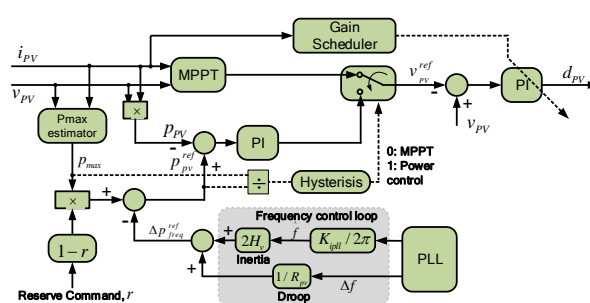 Gain
Scheduler
i_PV
v_PV
MPPT
v_PV^ref
PI
d_PV
-
+
v_PV
Pmax
estimator
×
p_PV
-
+
PI
p_pv^ref
0: MPPT
1: Power
control
p_max
÷
Hysterisis
×
+
-
Δp_freq^ref
1-r
Reserve Command, r
Frequency control loop
+
2H_v
Inertia
f
K_ipll/2π
PLL
+
1/R_pv
Droop
Δf